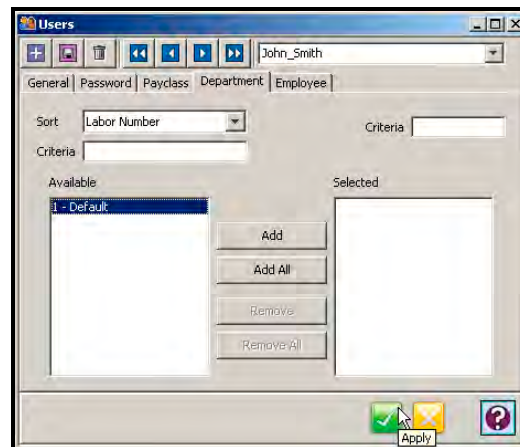 Users
John_Smith
General Password Payclass Department Employee
Sort Labor Number Criteria
Criteria
Available Selected
1 - Default
Add
Add All
Remove
Remove All
?
Apply